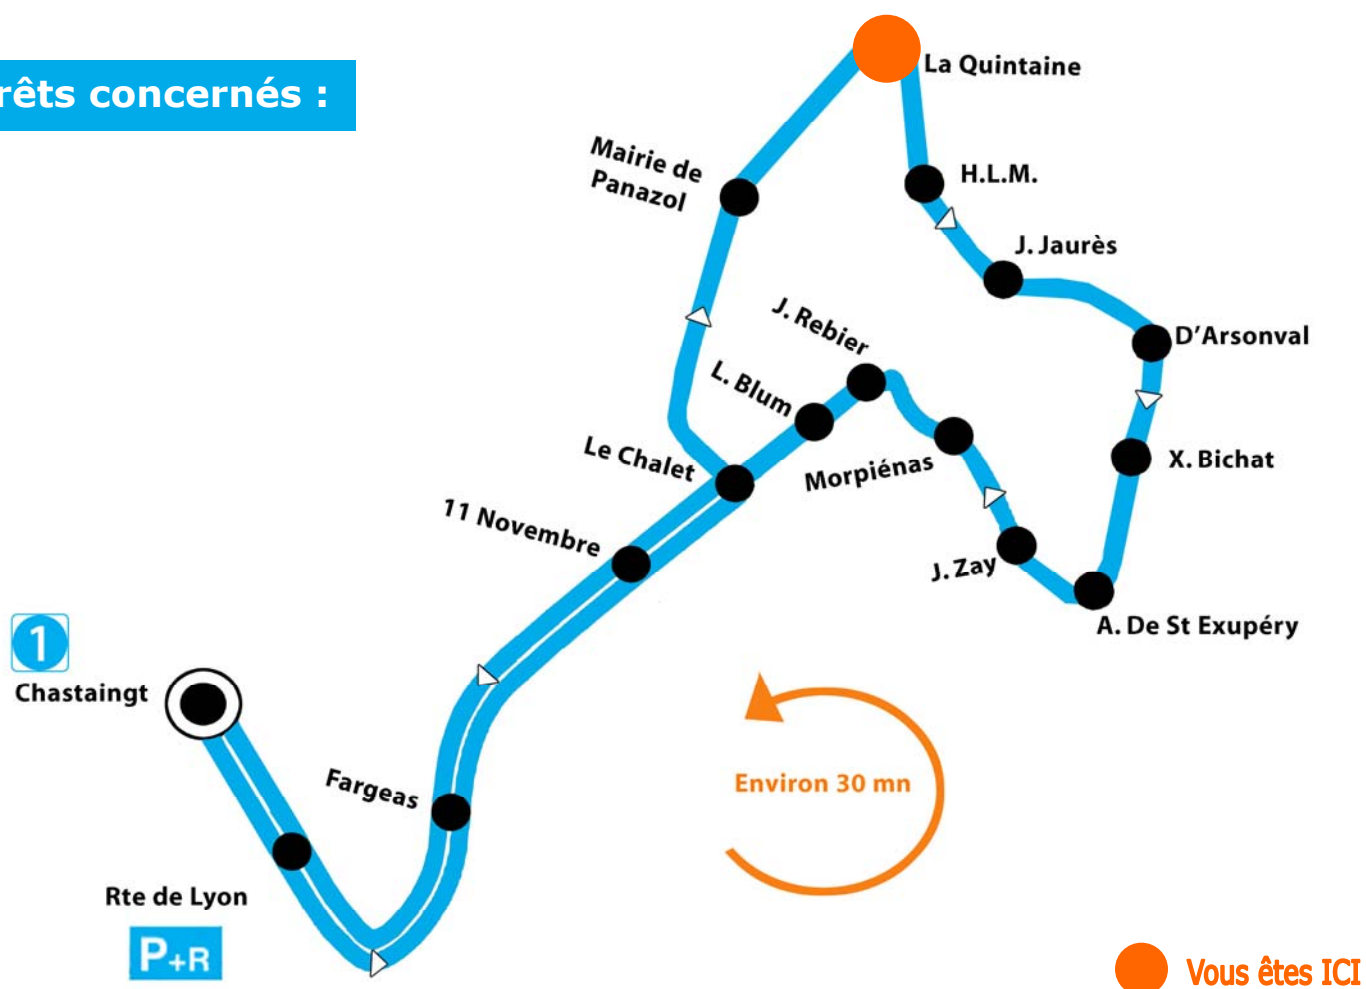 rêts concernés :
La Quintaine
Mairie de
Panazol
H.L.M.
J. Jaurès
J. Rebier
D'Arsonval
L. Blum
Le Chalet
Morpiénas
X. Bichat
11 Novembre
J. Zay
A. De St Exupéry
1
Chastaingt
Fargeas
Environ 30 mn
Rte de Lyon
P+R
Vous êtes ICI